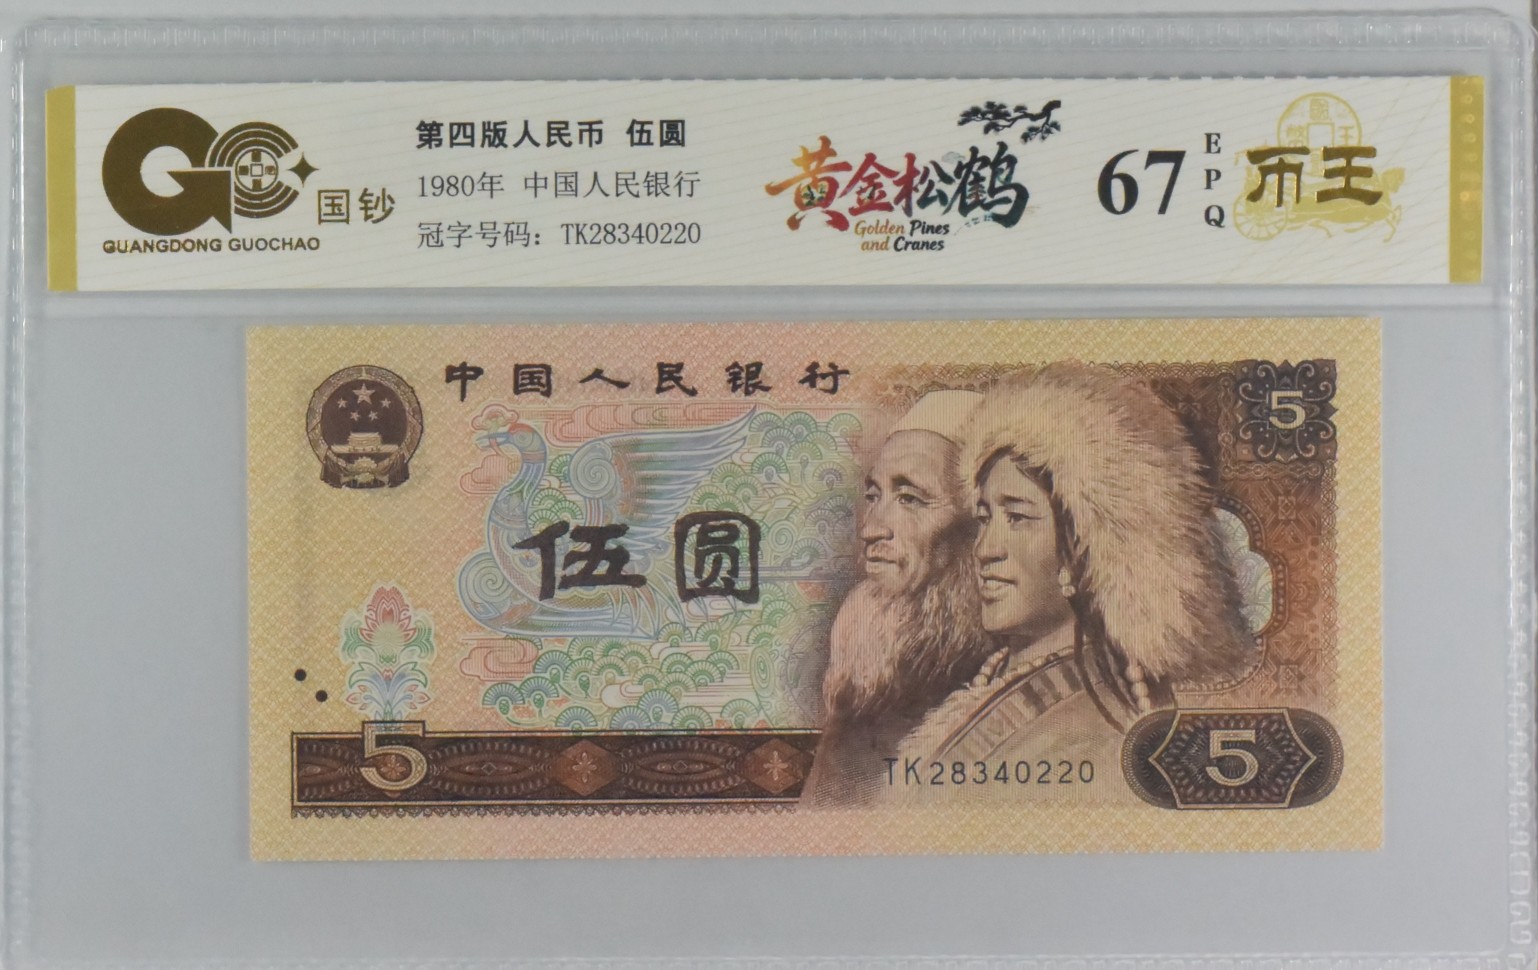 国钞
GUANGDONG GUOCHAO
第四版人民币 伍圆
1980年 中国人民银行
冠字号码：TK28340220
黄金松鹤
Golden Pines
and Cranes
67
EPQ
币王
中国人民银行
5
伍圆
5
TK28340220
5